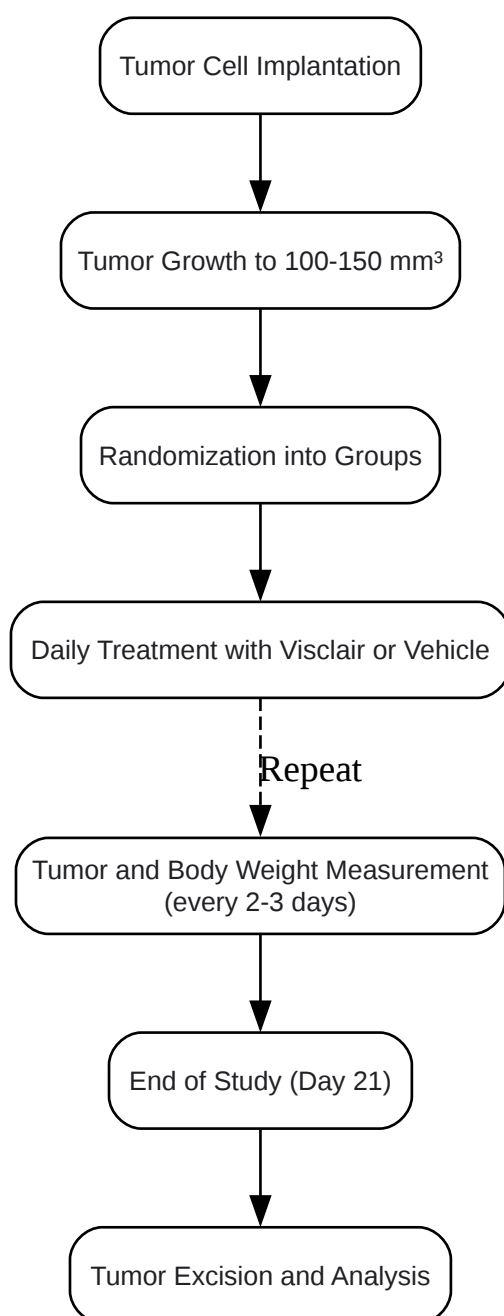 Tumor Cell Implantation
Tumor Growth to 100-150 mm³
Randomization into Groups
Daily Treatment with Visclair or Vehicle
Repeat
Tumor and Body Weight Measurement
(every 2-3 days)
End of Study (Day 21)
Tumor Excision and Analysis